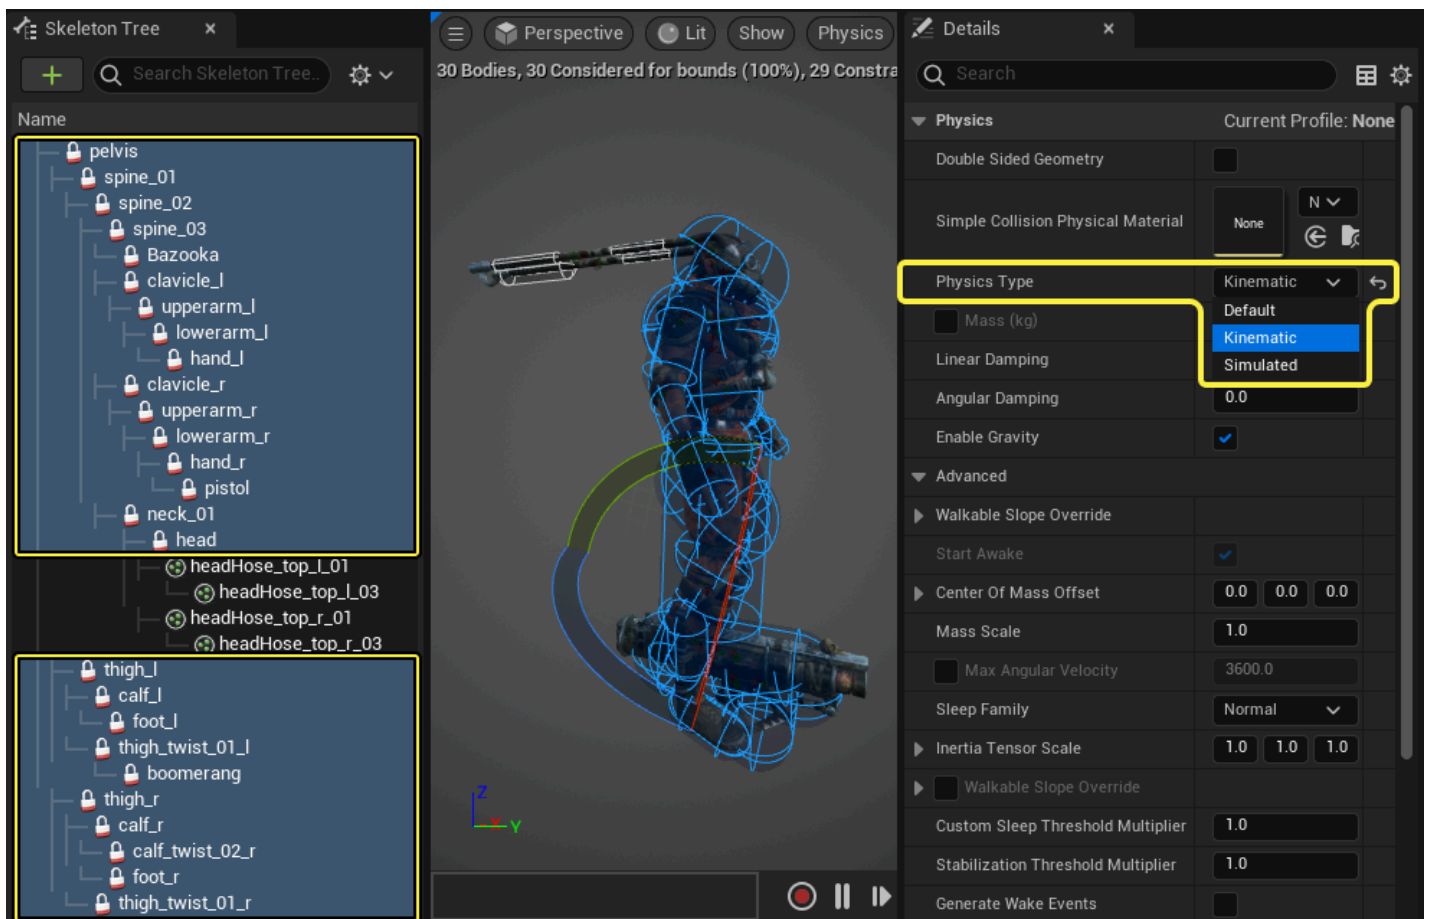 Skeleton Tree
Search Skeleton Tree..
Name
pelvis
spine_01
spine_02
spine_03
Bazooka
clavicle_l
upperarm_l
lowerarm_l
hand_l
clavicle_r
upperarm_r
lowerarm_r
hand_r
pistol
neck_01
head
headHose_top_l_01
headHose_top_l_03
headHose_top_r_01
headHose_top_r_03
thigh_l
calf_l
foot_l
thigh_twist_01_l
boomerang
thigh_r
calf_r
calf_twist_02_r
foot_r
thigh_twist_01_r
Perspective Lit Show Physics
30 Bodies, 30 Considered for bounds (100%), 29 Constra
Z
X Y
Details
Search
Physics Current Profile: None
Double Sided Geometry
Simple Collision Physical Material None N
Physics Type Kinematic
Default
Kinematic
Simulated
Mass (kg)
Linear Damping
Angular Damping 0.0
Enable Gravity
Advanced
Walkable Slope Override
Start Awake
Center Of Mass Offset 0.0 0.0 0.0
Mass Scale 1.0
Max Angular Velocity 3600.0
Sleep Family Normal
Inertia Tensor Scale 1.0 1.0 1.0
Walkable Slope Override
Custom Sleep Threshold Multiplier 1.0
Stabilization Threshold Multiplier 1.0
Generate Wake Events